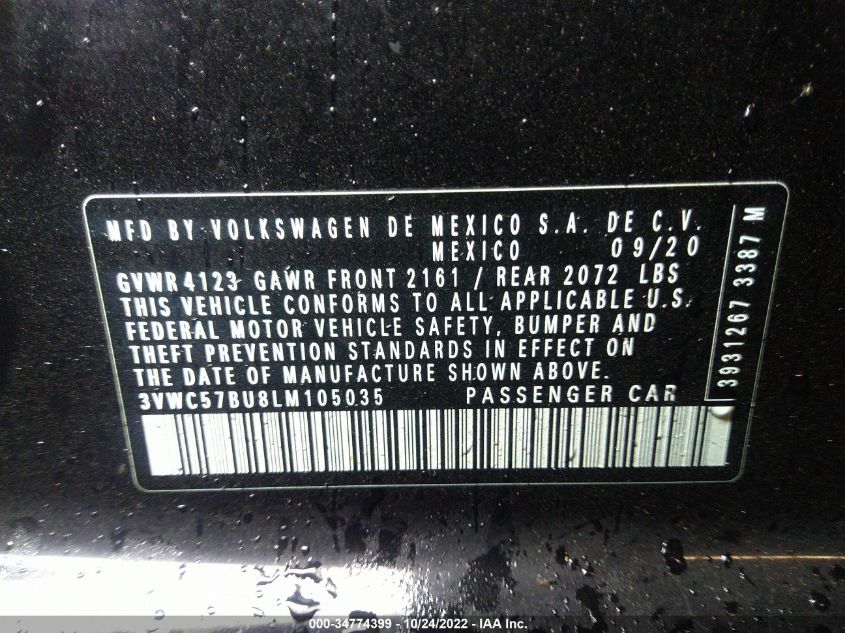 MFD BY VOLKSWAGEN DE MEXICO S.A. DE C.V.
MEXICO 09/20
GVWR 4123 GAWR FRONT 2161 / REAR 2072 LBS
THIS VEHICLE CONFORMS TO ALL APPLICABLE U.S.
FEDERAL MOTOR VEHICLE SAFETY, BUMPER AND
THEFT PREVENTION STANDARDS IN EFFECT ON
THE DATE OF MANUFACTURE SHOWN ABOVE.
3VWC57BU8LM105035 PASSENGER CAR
3931267 3387 M
000-34774399 - 10/24/2022 - IAA Inc.